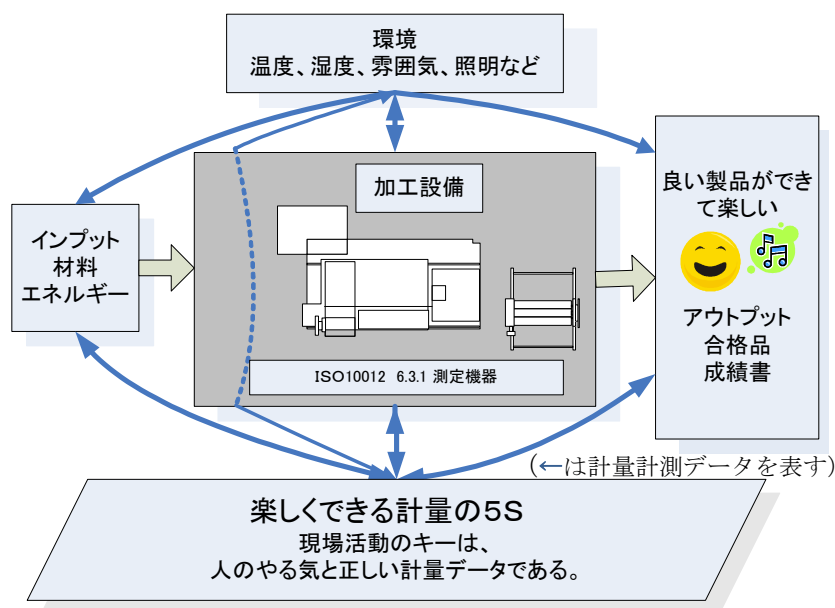 環境
温度、湿度、雰囲気、照明など
加工設備
良い製品ができ
て楽しい
インプット
材料
エネルギー
アウトプット
合格品
成績書
ISO10012 6.3.1 測定機器
(←は計量計測データを表す)
楽しくできる計量の5S
現場活動のキーは、
人のやる気と正しい計量データである。